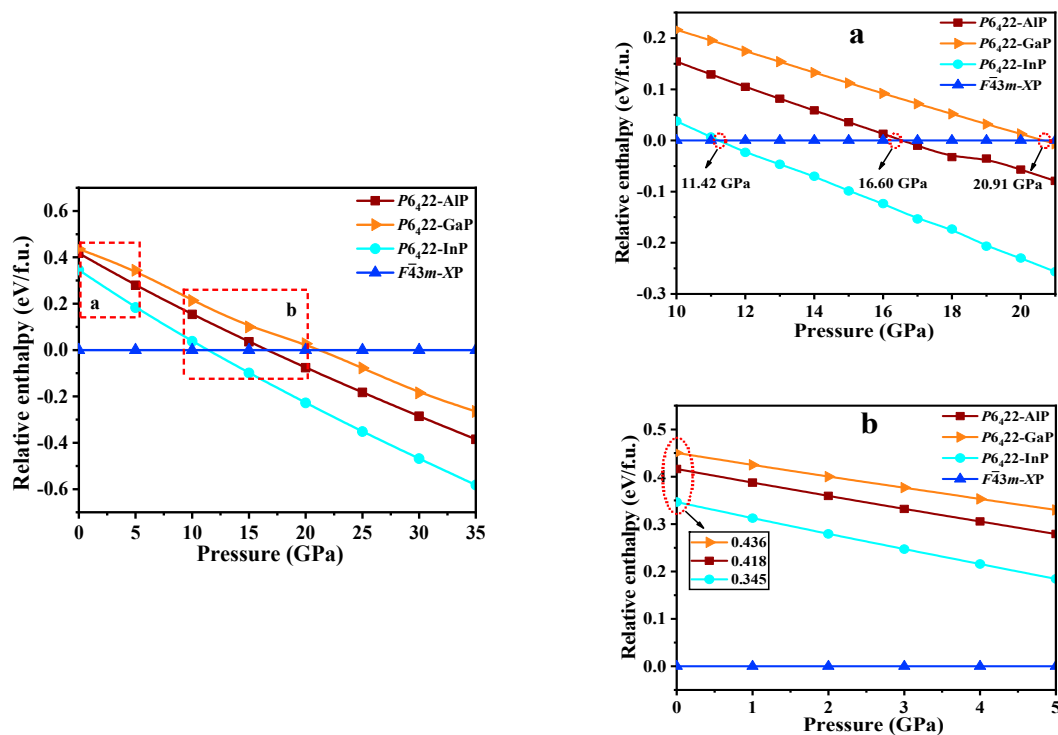 0.6
0.4
0.2
0.0
-0.2
-0.4
-0.6
Relative enthalpy (eV/f.u.)
P6₄22-AlP
P6₄22-GaP
P6₄22-InP
F4̄3m-XP
a
b
0 5 10 15 20 25 30 35
Pressure (GPa)
a
0.2
0.1
0.0
-0.1
-0.2
-0.3
Relative enthalpy (eV/f.u.)
P6₄22-AlP
P6₄22-GaP
P6₄22-InP
F4̄3m-XP
11.42 GPa
16.60 GPa
20.91 GPa
10 11 12 13 14 15 16 17 18 19 20
Pressure (GPa)
b
0.5
0.4
0.3
0.2
0.1
0.0
Relative enthalpy (eV/f.u.)
P6₄22-AlP
P6₄22-GaP
P6₄22-InP
F4̄3m-XP
0.436
0.418
0.345
0 1 2 3 4 5
Pressure (GPa)